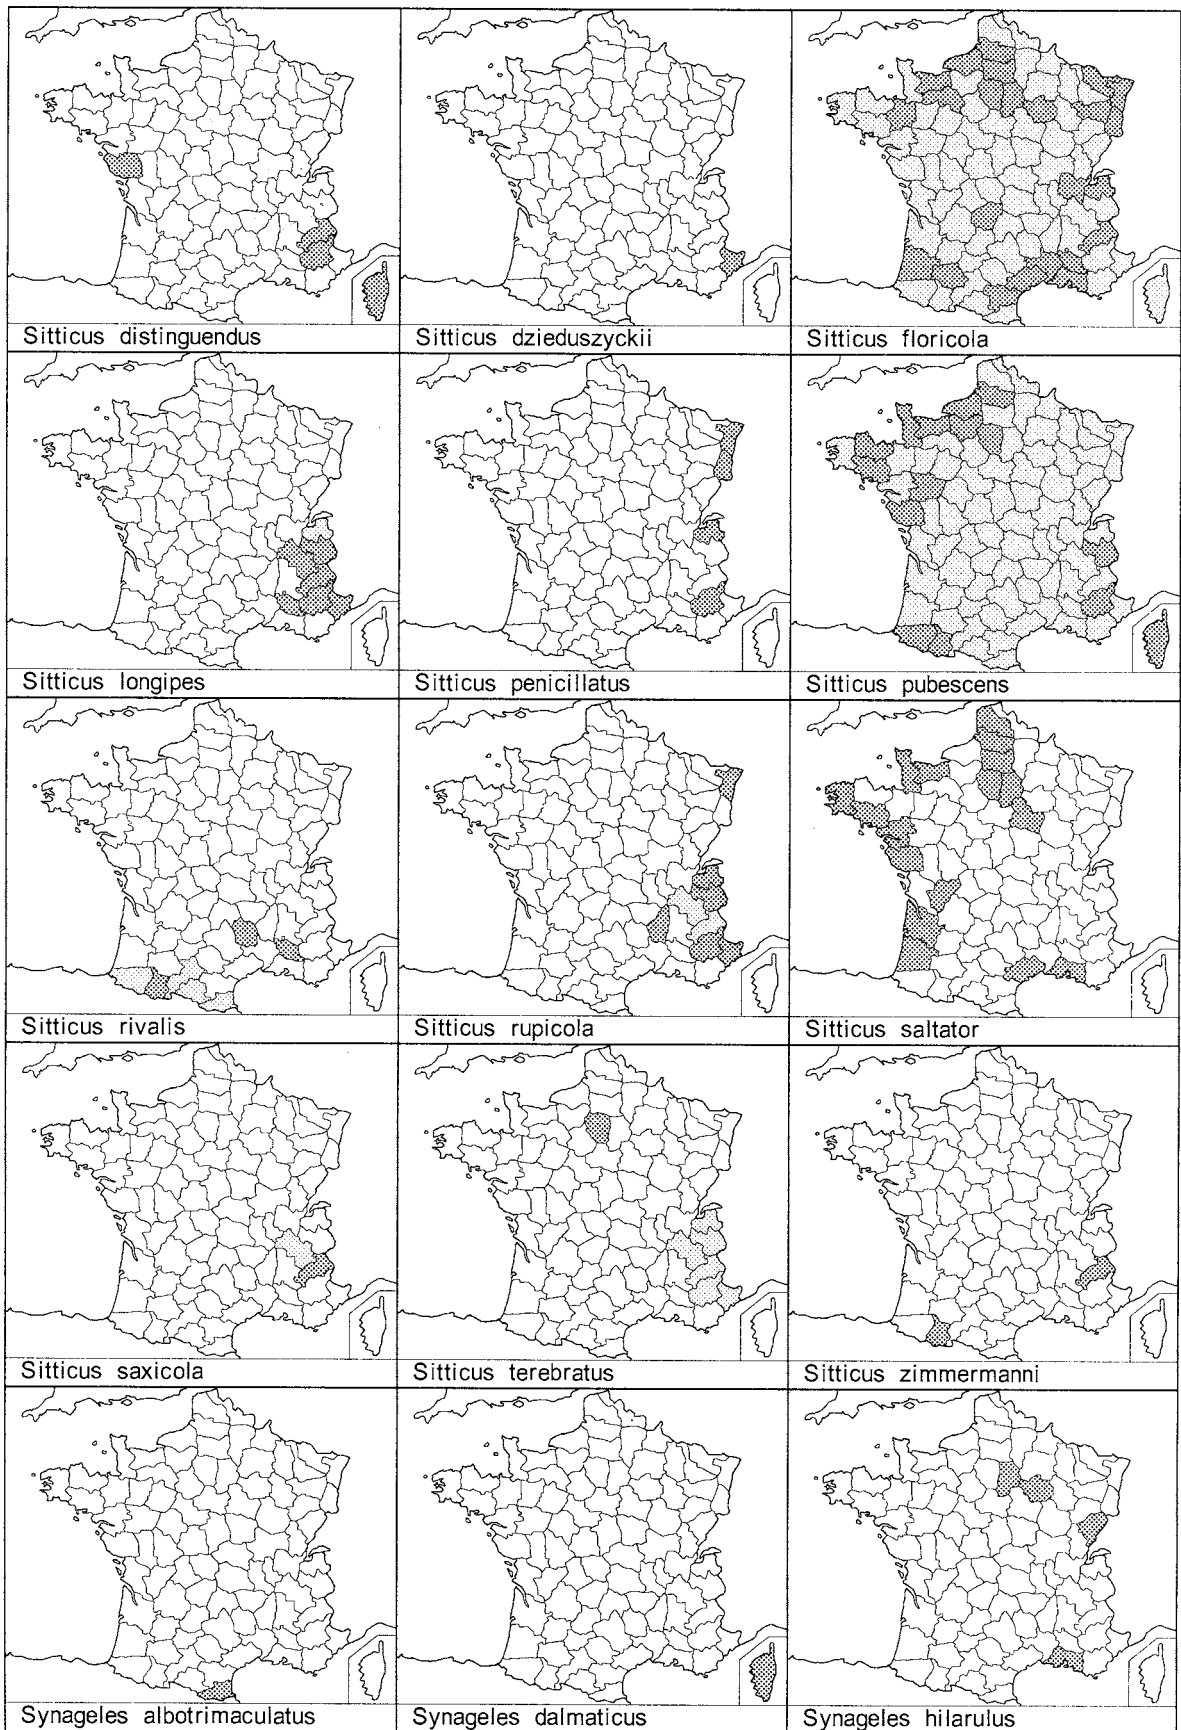 Sitticus distinguendus
Sitticus dzieduszyckii
Sitticus floricola
Sitticus longipes
Sitticus penicillatus
Sitticus pubescens
Sitticus rivalis
Sitticus rupicola
Sitticus saltator
Sitticus saxicola
Sitticus terebratus
Sitticus zimmermanni
Synageles albotrimaculatus
Synageles dalmaticus
Synageles hilarulus